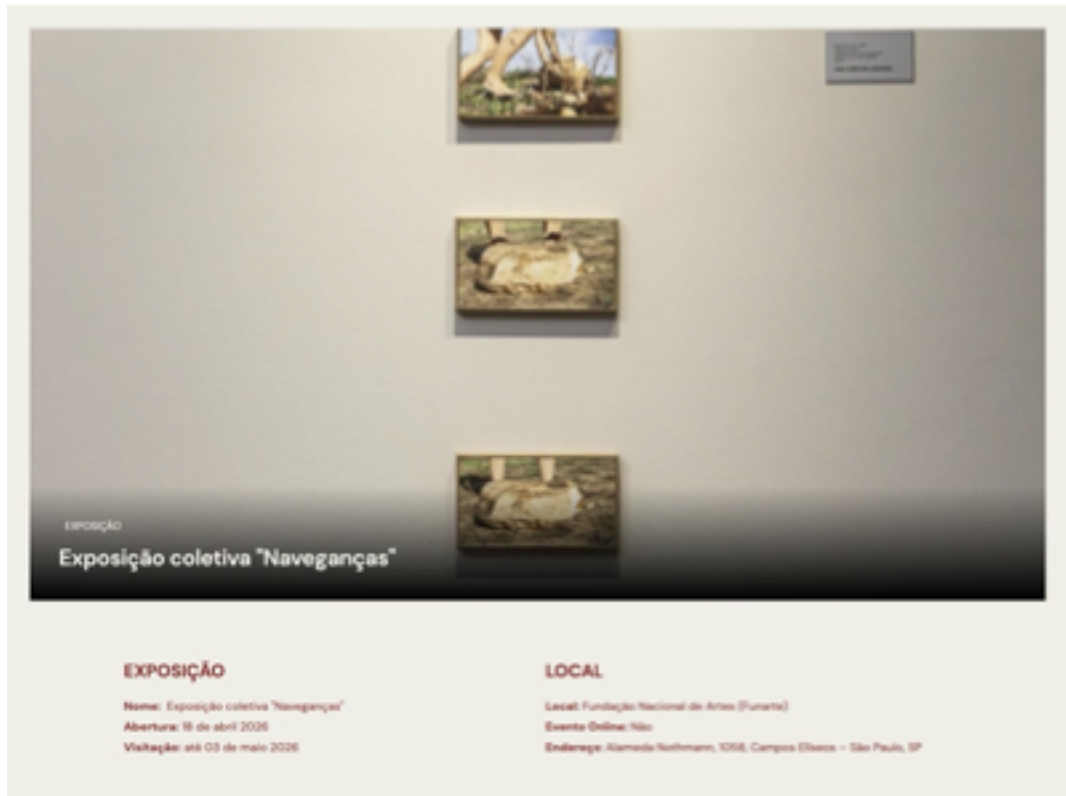 EXPOSIÇÃO
Exposição coletiva "Naveganças"
EXPOSIÇÃO
Nome: Exposição coletiva "Naveganças"
Abertura: 18 de abril 2026
Visitação: até 03 de maio 2026
LOCAL
Local: Fundação Nacional de Artes (Funarte)
Evento Online: Não
Endereço: Alameda Nothmann, 1058, Campos Elíseos – São Paulo, SP